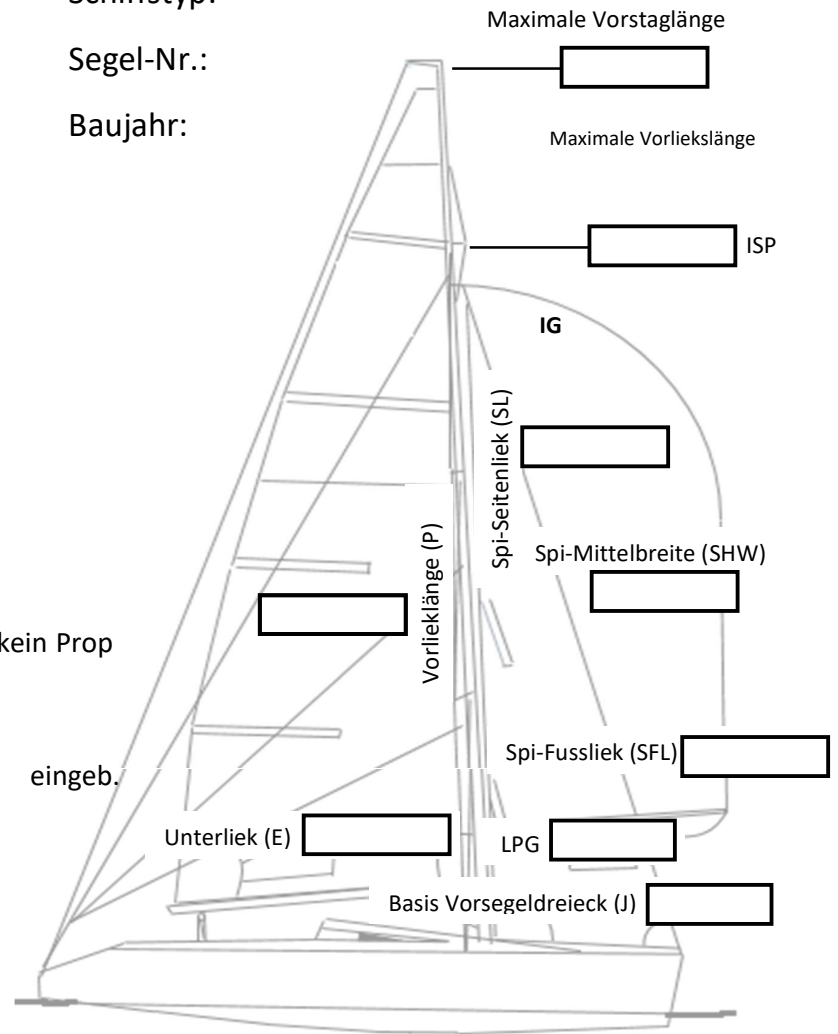 Maximale Vorstaglänge
Segel-Nr.:
Baujahr:
Maximale Vorliekslänge
ISP
IG
Spi-Seitenliek (SL)
Vorlieklänge (P)
Spi-Mittelbreite (SHW)
kein Prop
Spi-Fussliek (SFL)
eingeb.
Unterliek (E)
LPG
Basis Vorsegeldreieck (J)